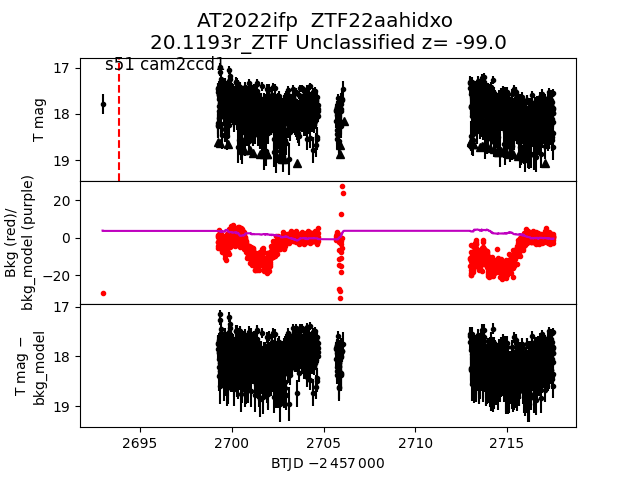 AT2022ifp  ZTF22aahidxo
20.1193r_ZTF Unclassified z= -99.0
s51 cam2ccd1
17
18
19
T mag
20
0
−20
Bkg (red)/
bkg_model (purple)
17
18
19
T mag −
bkg_model
2695
2700
2705
2710
2715
BTJD −2 457 000